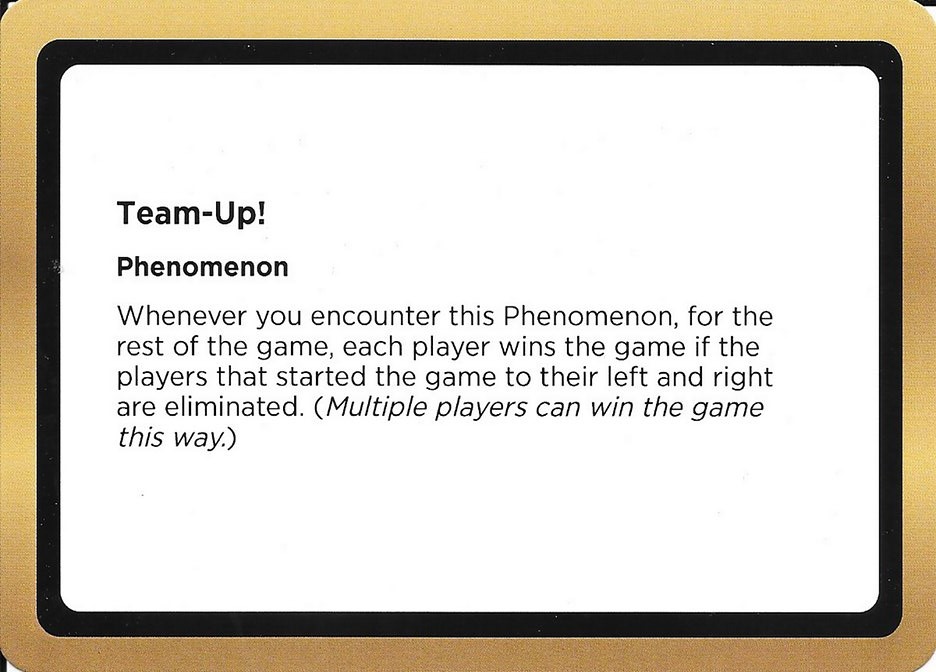 Team-Up!
Phenomenon
Whenever you encounter this Phenomenon, for the
rest of the game, each player wins the game if the
players that started the game to their left and right
are eliminated. (Multiple players can win the game
this way.)